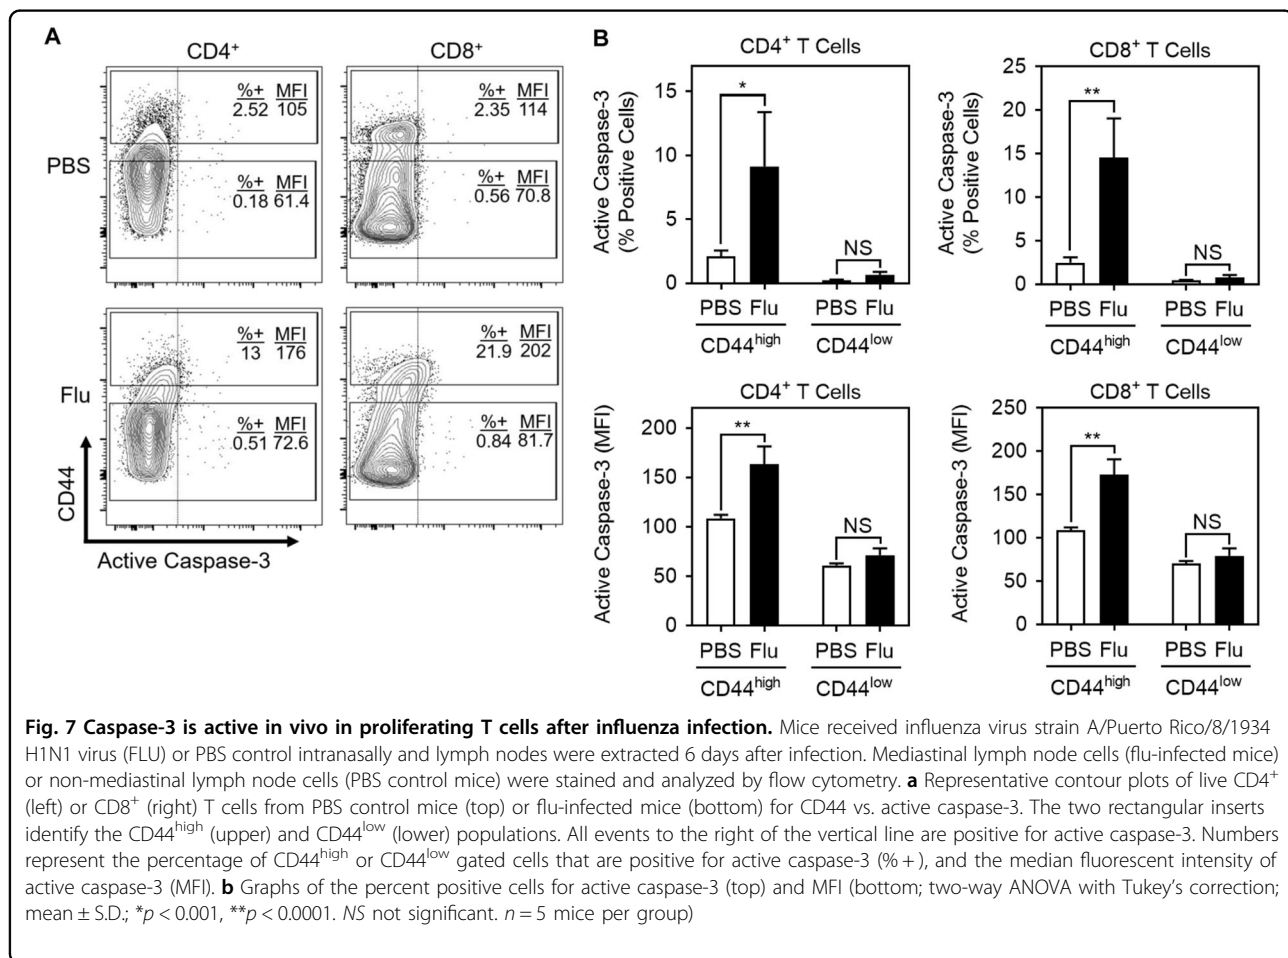 A
CD4+
CD8+
PBS
%+ MFI
2.52 105
%+ MFI
0.18 61.4
%+ MFI
2.35 114
%+ MFI
0.56 70.8
Flu
%+ MFI
13 176
%+ MFI
0.51 72.6
%+ MFI
21.9 202
%+ MFI
0.84 81.7
CD44
Active Caspase-3
B
CD4+ T Cells
Active Caspase-3
(% Positive Cells)
15
10
5
0
*
NS
PBS Flu PBS Flu
CD44high CD44low
CD8+ T Cells
Active Caspase-3
(% Positive Cells)
25
20
15
10
5
0
**
NS
PBS Flu PBS Flu
CD44high CD44low
CD4+ T Cells
Active Caspase-3 (MFI)
200
150
100
50
0
**
NS
PBS Flu PBS Flu
CD44high CD44low
CD8+ T Cells
Active Caspase-3 (MFI)
250
200
150
100
50
0
**
NS
PBS Flu PBS Flu
CD44high CD44low
Fig. 7 Caspase-3 is active in vivo in proliferating T cells after influenza infection. Mice received influenza virus strain A/Puerto Rico/8/1934
H1N1 virus (FLU) or PBS control intranasally and lymph nodes were extracted 6 days after infection. Mediastinal lymph node cells (flu-infected mice)
or non-mediastinal lymph node cells (PBS control mice) were stained and analyzed by flow cytometry. a Representative contour plots of live CD4+
(left) or CD8+ (right) T cells from PBS control mice (top) or flu-infected mice (bottom) for CD44 vs. active caspase-3. The two rectangular inserts
identify the CD44high (upper) and CD44low (lower) populations. All events to the right of the vertical line are positive for active caspase-3. Numbers
represent the percentage of CD44high or CD44low gated cells that are positive for active caspase-3 (% +), and the median fluorescent intensity of
active caspase-3 (MFI). b Graphs of the percent positive cells for active caspase-3 (top) and MFI (bottom; two-way ANOVA with Tukey's correction;
mean ± S.D.; *p < 0.001, **p < 0.0001. NS not significant. n = 5 mice per group)